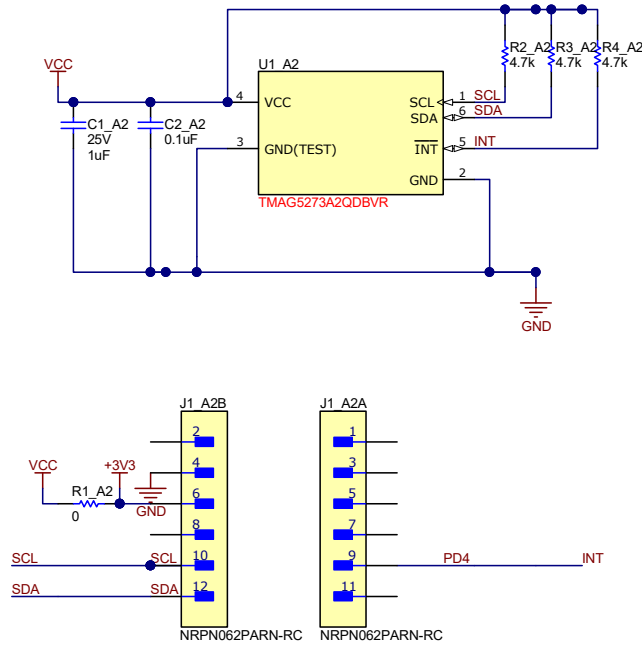 VCC
U1_A2
R2_A2
4.7k
R3_A2
4.7k
R4_A2
4.7k
C1_A2
25V
1uF
C2_A2
0.1uF
4
VCC
3
GND(TEST)
SCL
1
SCL
SDA
6
SDA
INT
5
INT
GND
2
TMAG5273A2QDBVR
GND
J1_A2B
J1_A2A
2
4
6
8
10
12
1
3
5
7
9
11
VCC
+3V3
R1_A2
0
GND
SCL
SCL
SDA
SDA
PD4
INT
NRPN062PARN-RC
NRPN062PARN-RC